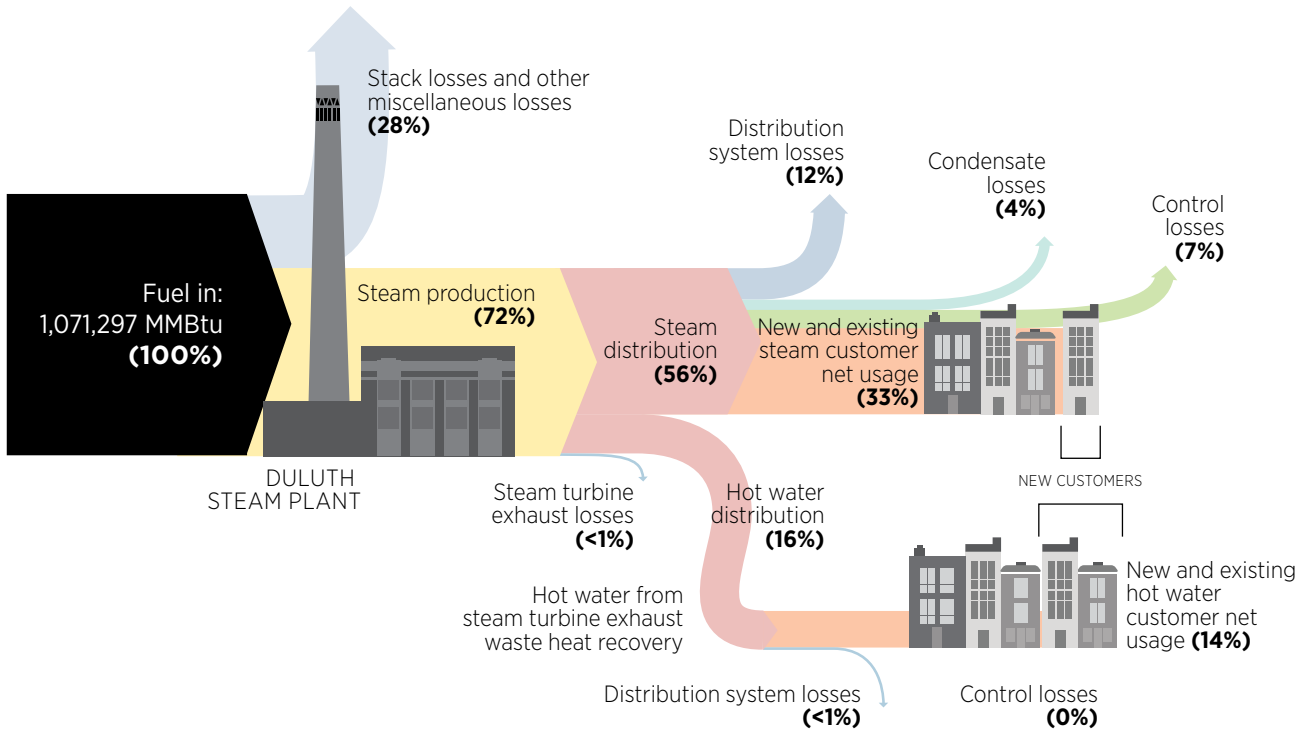 Stack losses and other
miscellaneous losses
(28%)
Distribution
system losses
(12%)
Condensate
losses
(4%)
Control
losses
(7%)
Fuel in:
1,071,297 MMBtu
(100%)
Steam production
(72%)
Steam
distribution
(56%)
New and existing
steam customer
net usage
(33%)
DULUTH
STEAM PLANT
NEW CUSTOMERS
Steam turbine
exhaust losses
(<1%)
Hot water
distribution
(16%)
Hot water from
steam turbine exhaust
waste heat recovery
New and existing
hot water
customer net
usage (14%)
Distribution system losses
(<1%)
Control losses
(0%)